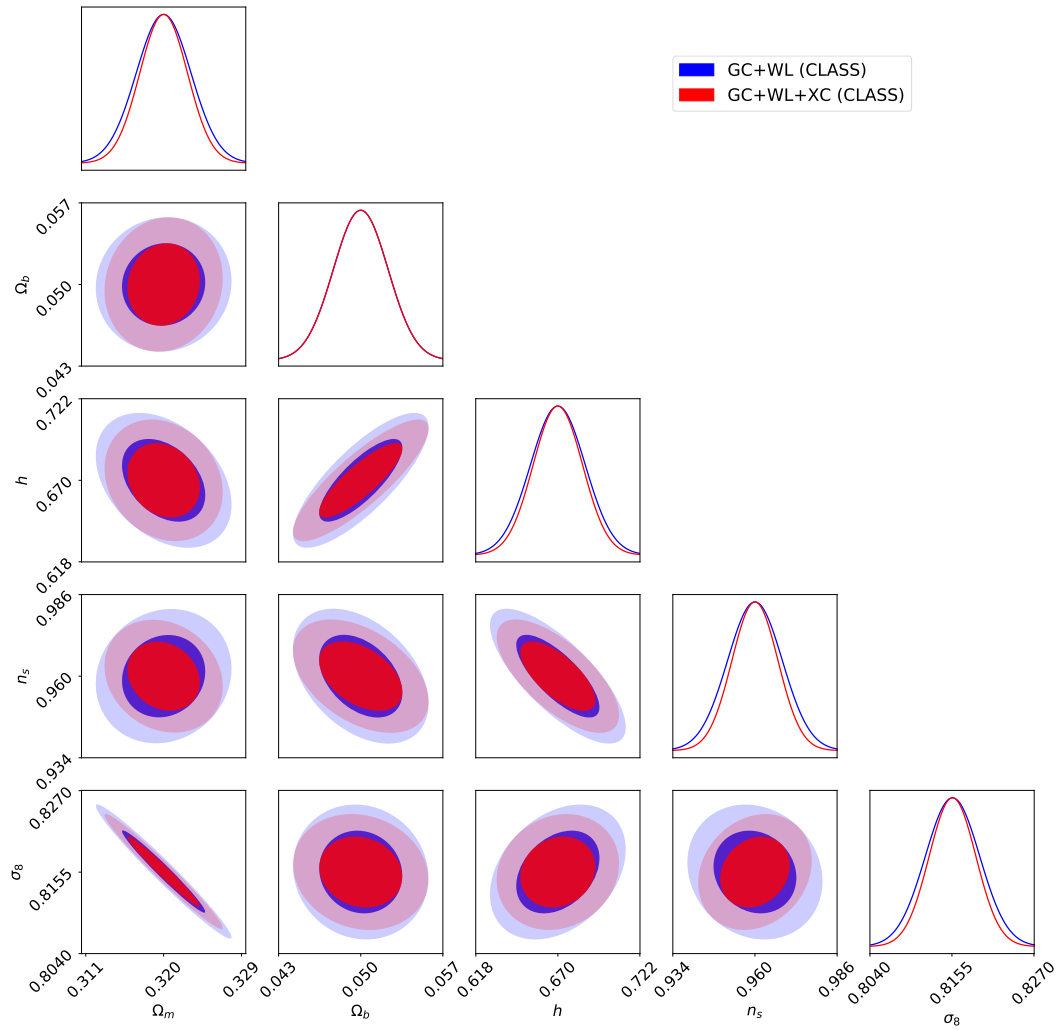 GC+WL (CLASS)
GC+WL+XC (CLASS)
0.057
0.050
0.043
Ω_b
0.722
0.670
0.618
h
0.986
0.960
0.934
n_s
0.8270
0.8155
0.8040
σ_8
0.311 0.320 0.329
Ω_m
0.043 0.050 0.057
Ω_b
0.618 0.670 0.722
h
0.934 0.960 0.986
n_s
0.8040 0.8155 0.8270
σ_8